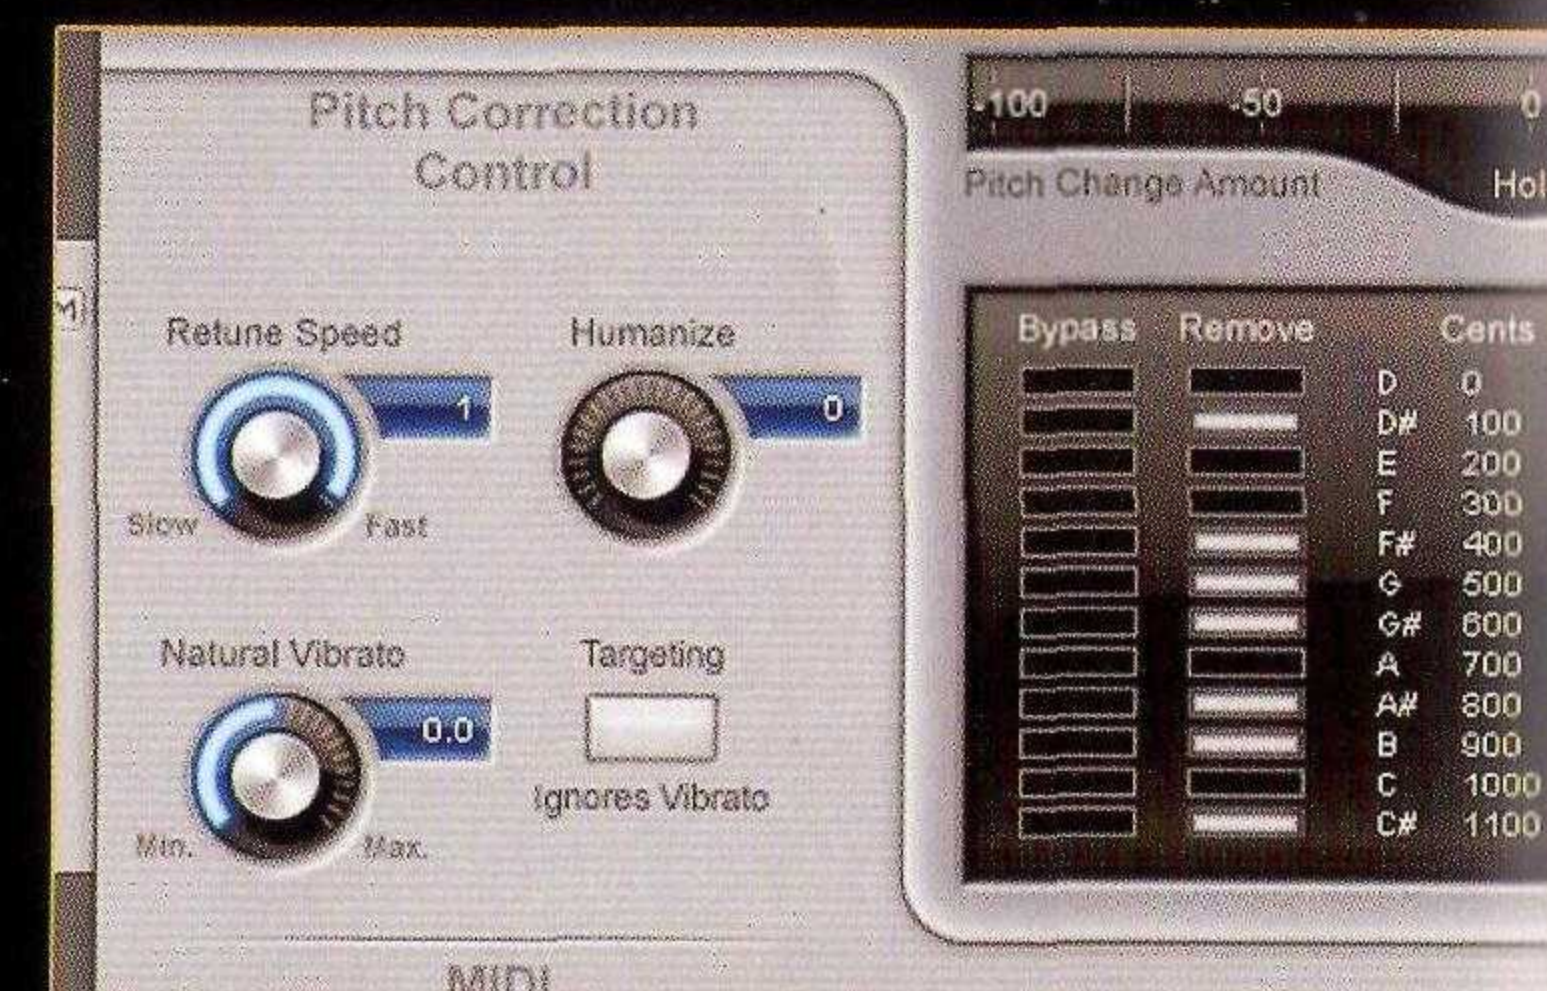 Pitch Correction
Control
Retune Speed
1
Slow
Fast
Humanize
0
Natural Vibrato
0.0
Min.
Max.
Targeting
Ignores Vibrato
MIDI
-100
-50
0
Pitch Change Amount
Hol
Bypass Remove Cents
D 0
D# 100
E 200
F 300
F# 400
G 500
G# 600
A 700
A# 800
B 900
C 1000
C# 1100